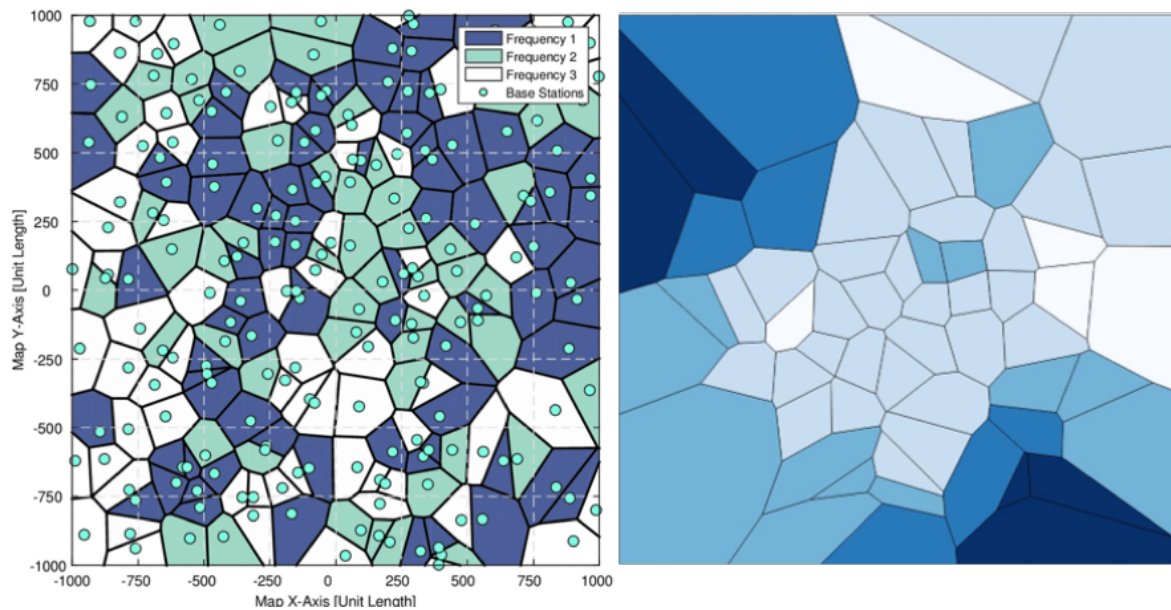 1000
750
500
250
0
-250
-500
-750
-1000
Map Y-Axis [Unit Length]
Frequency 1
Frequency 2
Frequency 3
Base Stations
-1000 -750 -500 -250 0 250 500 750 1000
Map X-Axis [Unit Length]